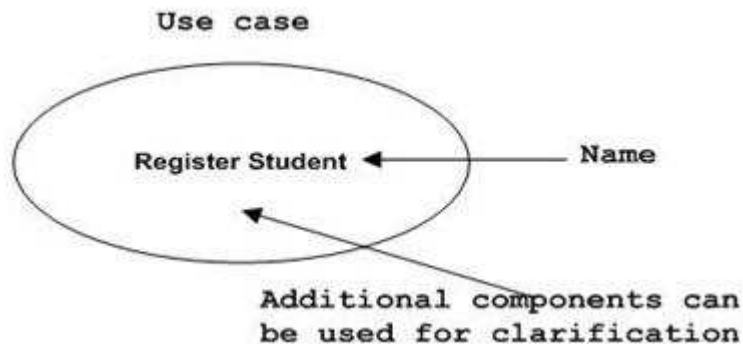 Use case
Register Student
Name
Additional components can
be used for clarification